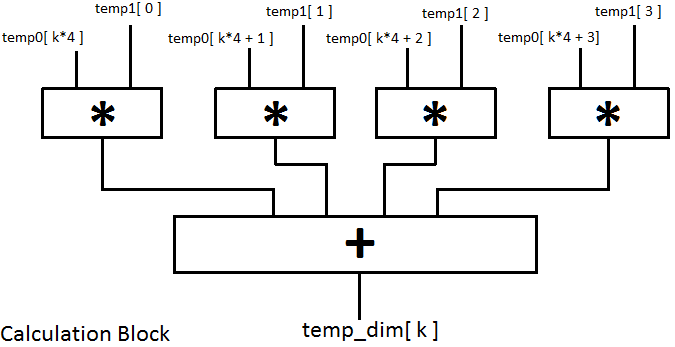 temp1[ 0 ]
temp1[ 1 ]
temp1[ 2 ]
temp1[ 3 ]
temp0[ k*4 ]
temp0[ k*4 + 1 ]
temp0[ k*4 + 2 ]
temp0[ k*4 + 3]
*
*
*
*
+
temp_dim[ k ]
Calculation Block